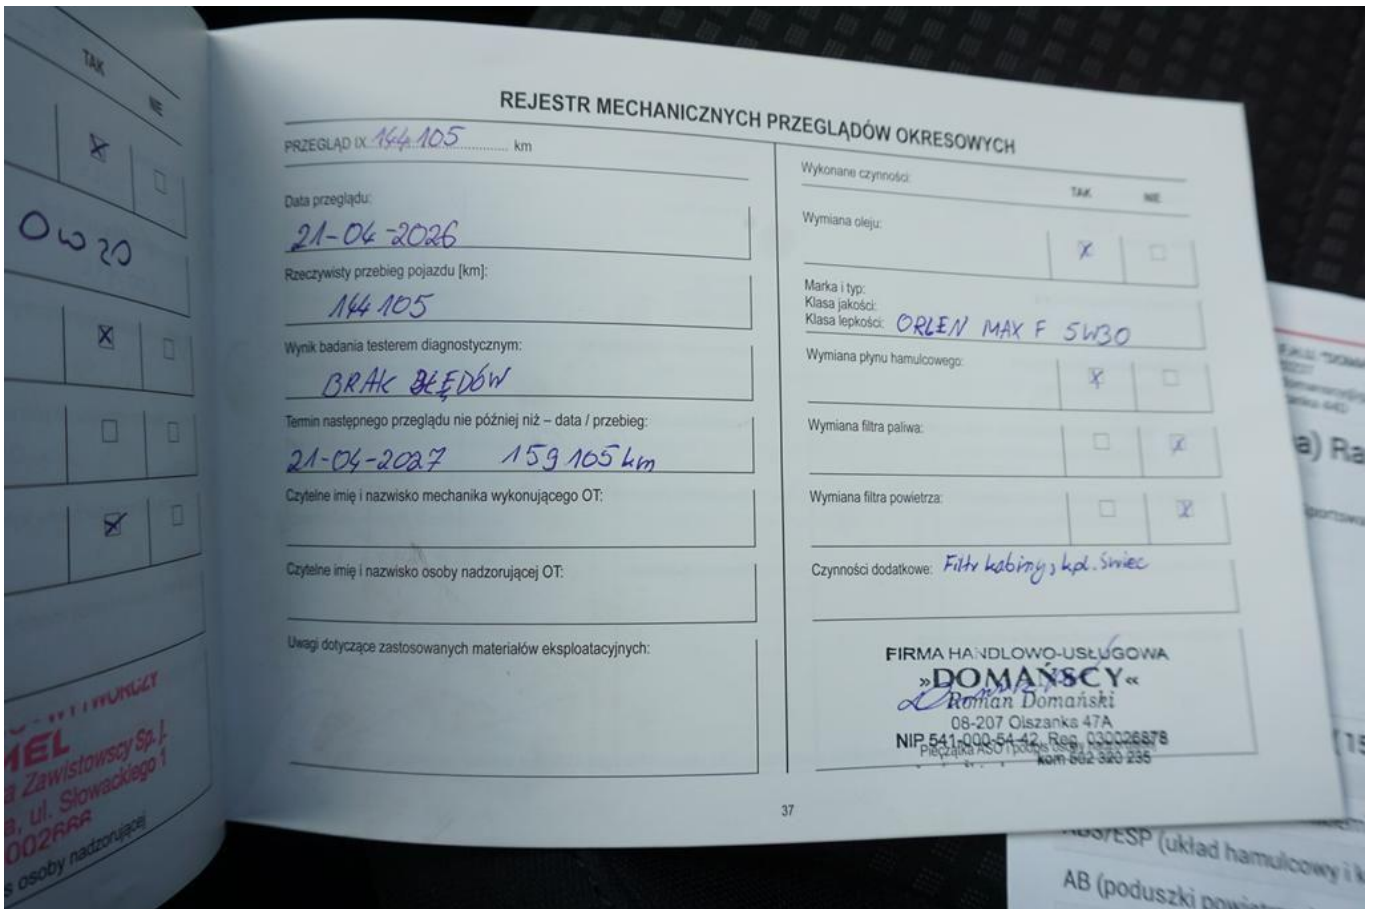 TAK
NIE
0W20
MEL
Zawistowscy Sp. j.
ul. Słowackiego 1
002666
osoby nadzorującej
REJESTR MECHANICZNYCH PRZEGLĄDÓW OKRESOWYCH
PRZEGLĄD IX 144 105 km
Data przeglądu:
21-04-2026
Rzeczywisty przebieg pojazdu [km]:
144 105
Wynik badania testerem diagnostycznym:
BRAK BŁĘDÓW
Termin następnego przeglądu nie później niż – data / przebieg:
21-04-2027 159 105 km
Czytelne imię i nazwisko mechanika wykonującego OT:
Czytelne imię i nazwisko osoby nadzorującej OT:
Uwagi dotyczące zastosowanych materiałów eksploatacyjnych:
Wykonane czynności:
TAK NIE
Wymiana oleju:
Marka i typ:
Klasa jakości:
Klasa lepkości: ORLEN MAX F 5W30
Wymiana płynu hamulcowego:
Wymiana filtra paliwa:
Wymiana filtra powietrza:
Czynności dodatkowe: Filtr kabiny, kpl. świec
FIRMA HANDLOWO-USŁUGOWA
»DOMAŃSCY«
Roman Domański
08-207 Olszanka 47A
NIP 541-000-54-42, Reg. 030026878
Pieczątka ASO i podpis osoby
kom 602 320 235
37
ABS/ESP (układ hamulcowy i k
AB (poduszki